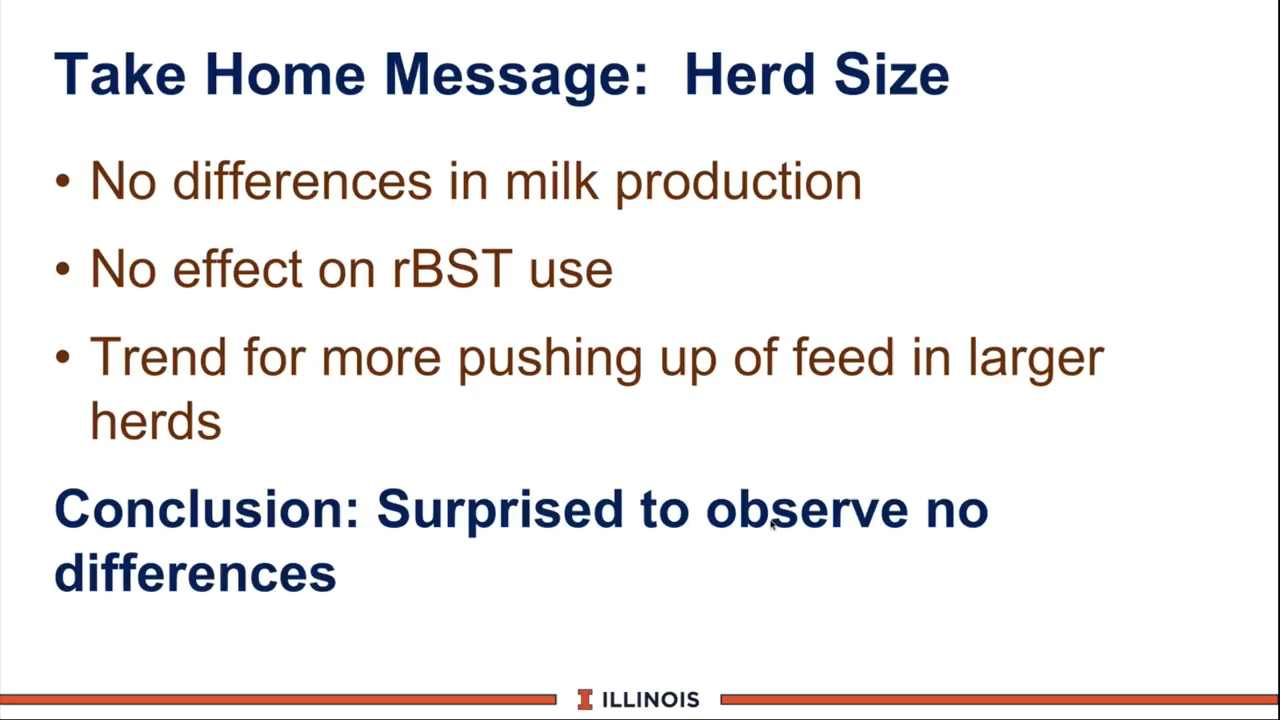 Take Home Message: Herd Size
• No differences in milk production
• No effect on rBST use
• Trend for more pushing up of feed in larger
herds
Conclusion: Surprised to observe no
differences
I ILLINOIS